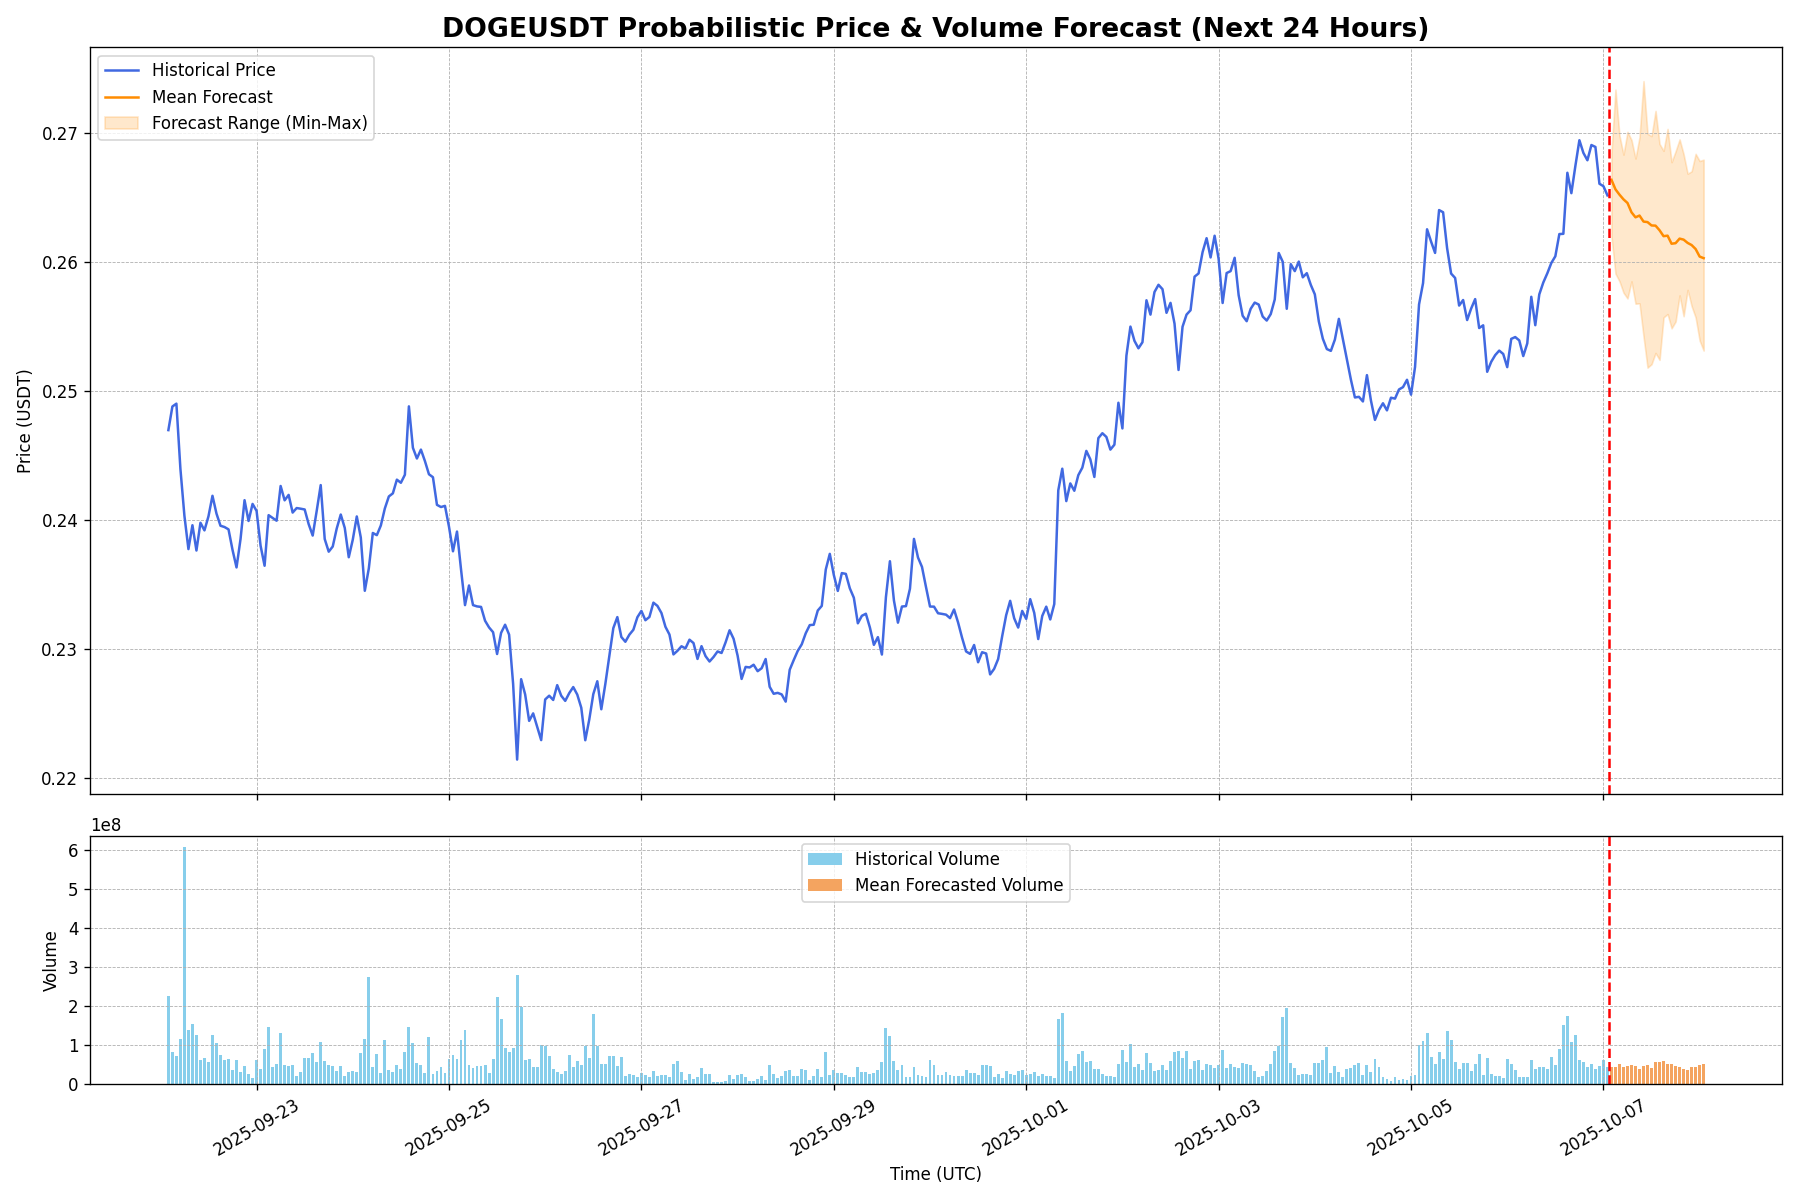 DOGEUSDT Probabilistic Price & Volume Forecast (Next 24 Hours)
Historical Price
Mean Forecast
Forecast Range (Min-Max)
0.27
0.26
0.25
0.24
0.23
0.22
Price (USDT)
1e8
Historical Volume
Mean Forecasted Volume
6
5
4
3
2
1
0
Volume
2025-09-23
2025-09-25
2025-09-27
2025-09-29
2025-10-01
2025-10-03
2025-10-05
2025-10-07
Time (UTC)